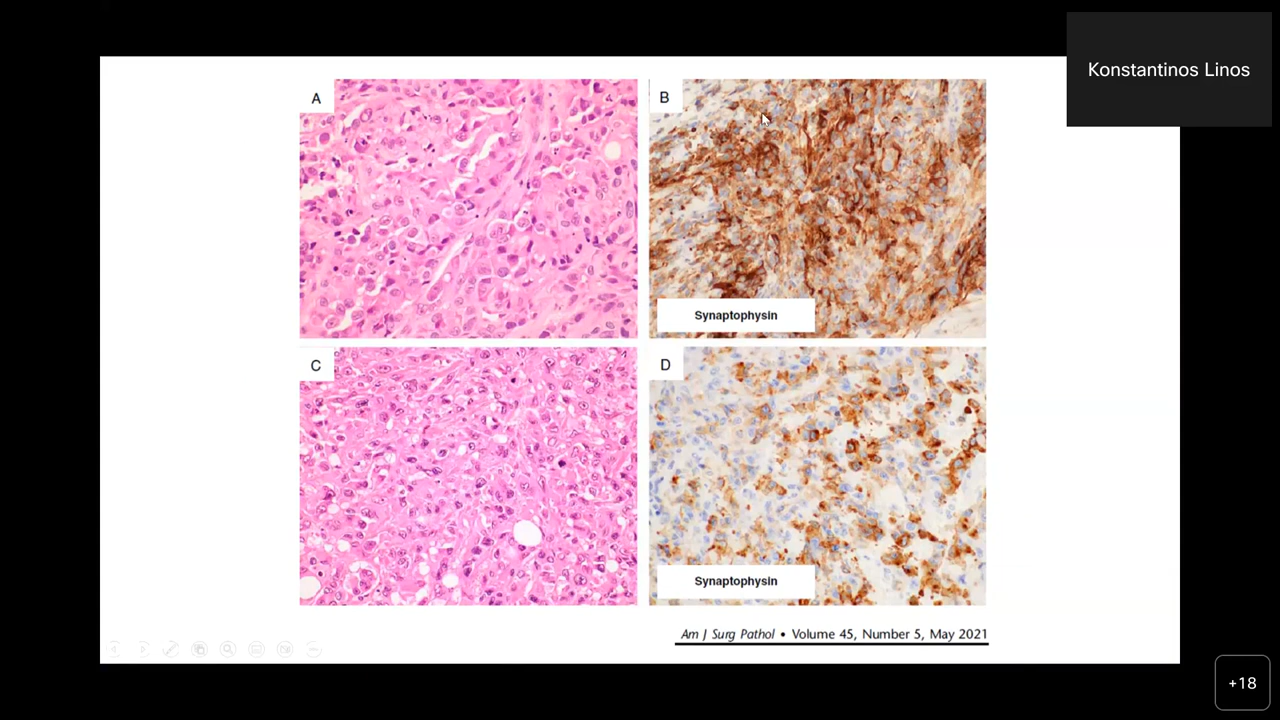 Konstantinos Linos
A
B
Synaptophysin
C
D
Synaptophysin
Am J Surg Pathol • Volume 45, Number 5, May 2021
+18